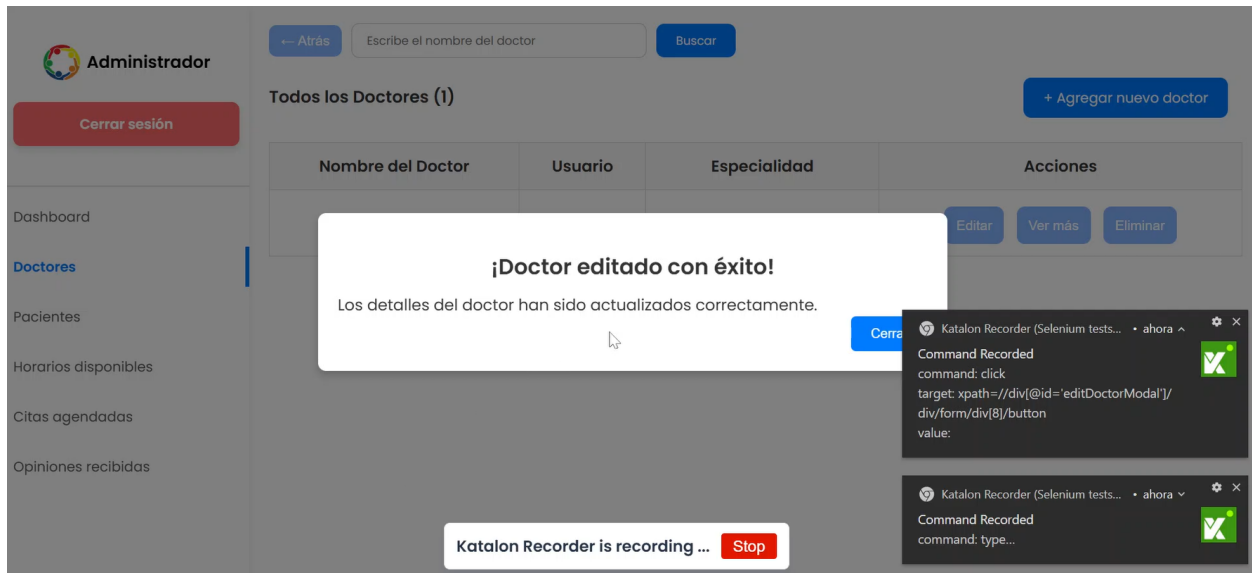 Administrador
Cerrar sesión
Dashboard
Doctores
Pacientes
Horarios disponibles
Citas agendadas
Opiniones recibidas
← Atrás
Escribe el nombre del doctor
Buscar
Todos los Doctores (1)
+ Agregar nuevo doctor
Nombre del Doctor Usuario Especialidad Acciones
Editar Ver más Eliminar
¡Doctor editado con éxito!
Los detalles del doctor han sido actualizados correctamente.
Cerra
Katalon Recorder (Selenium tests... • ahora
Command Recorded
command: click
target: xpath=//div[@id='editDoctorModal']/
div/form/div[8]/button
value:
Katalon Recorder (Selenium tests... • ahora
Command Recorded
command: type...
Katalon Recorder is recording ... Stop